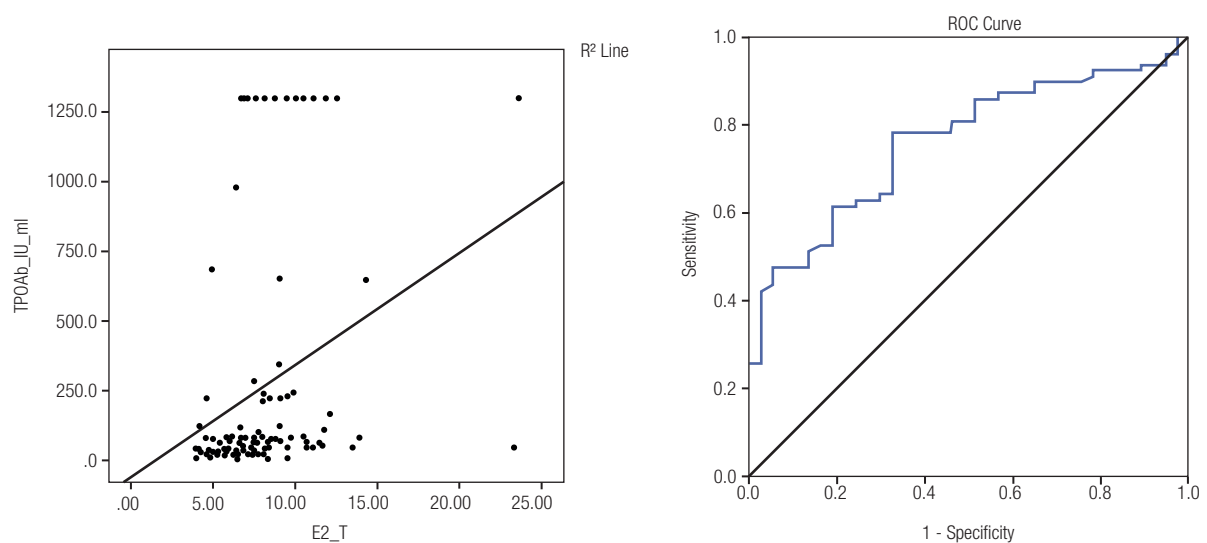 R² Line
TPOAb_IU_ml
1250.0
1000.0
750.0
500.0
250.0
.0
.00 5.00 10.00 15.00 20.00 25.00
E2_T
ROC Curve
Sensitivity
1.0
0.8
0.6
0.4
0.2
0.0
0.0 0.2 0.4 0.6 0.8 1.0
1 - Specificity